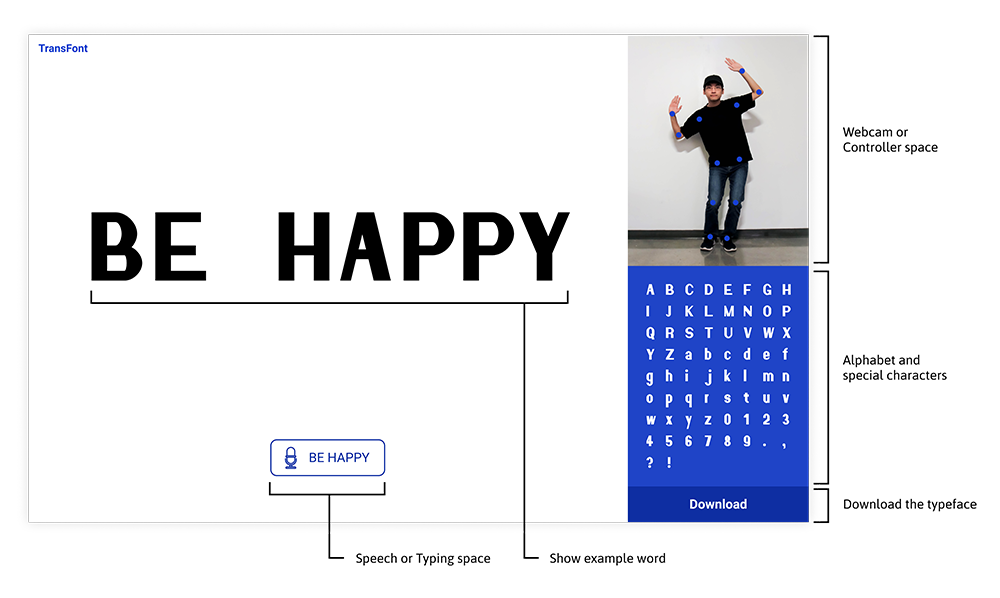 TransFont
BE HAPPY
BE HAPPY
Speech or Typing space
Show example word
Webcam or
Controller space
A B C D E F G H
I J K L M N O P
Q R S T U V W X
Y Z a b c d e f
g h i j k l m n
o p q r s t u v
w x y z 0 1 2 3
4 5 6 7 8 9 . ,
? !
Alphabet and
special characters
Download
Download the typeface